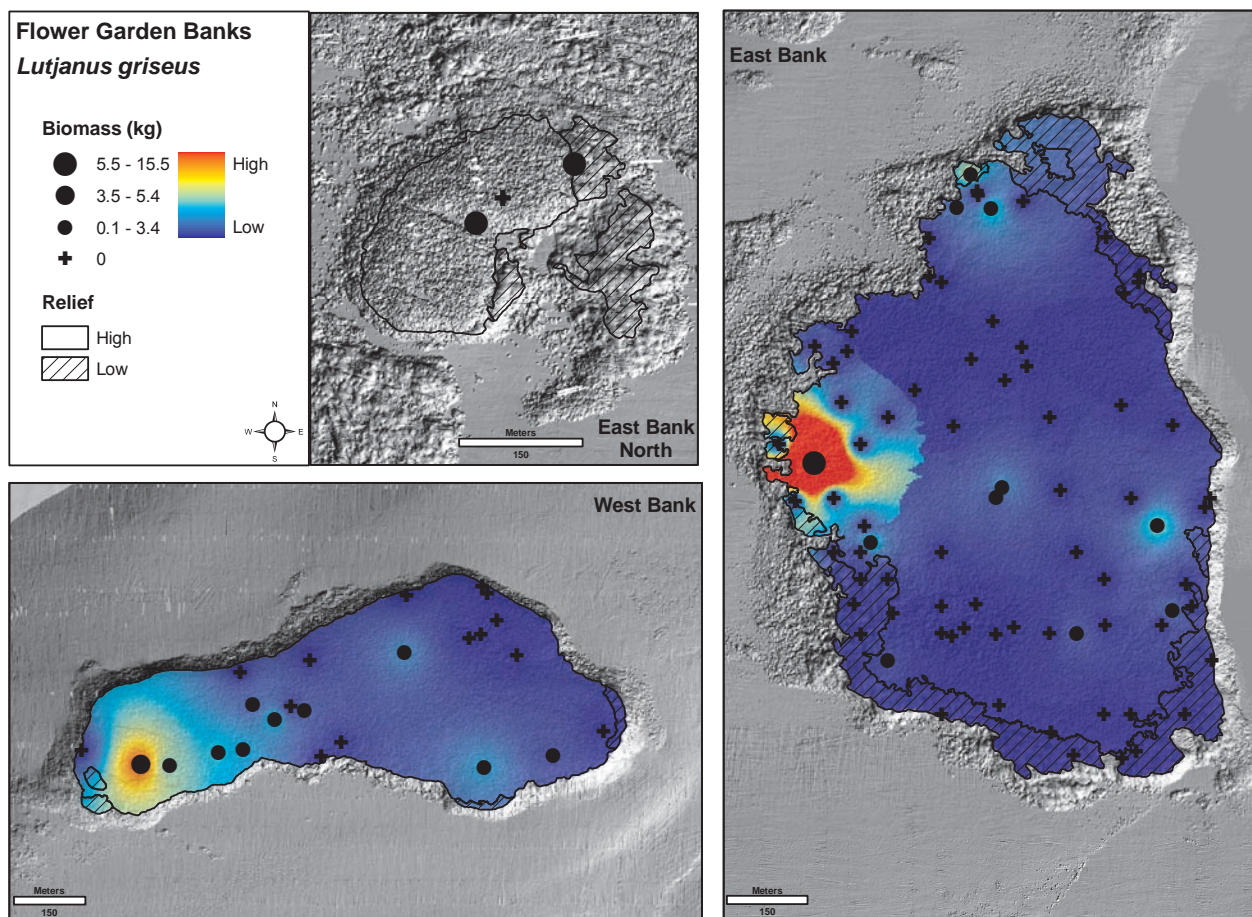 Flower Garden Banks
Lutjanus griseus
Biomass (kg)
5.5 - 15.5
3.5 - 5.4
0.1 - 3.4
0
High
Low
Relief
High
Low
N
W E
S
Meters
150
East Bank
North
West Bank
Meters
150
East Bank
Meters
150